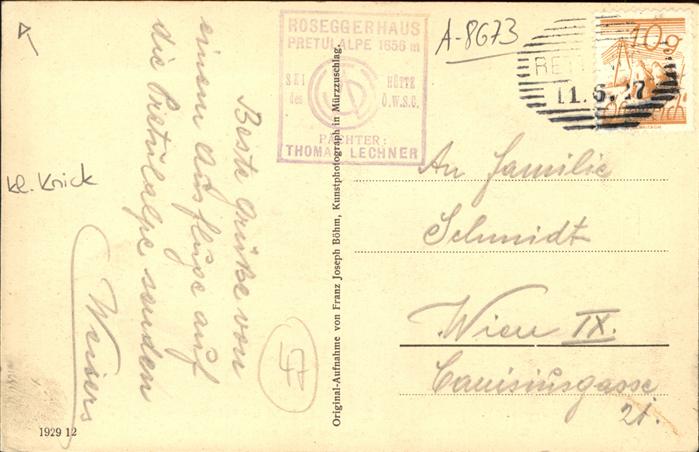 Beste Grüße von
einem Ausfluge auf
die Pretulalpe senden
Weisers
kl. Knick
47
1929 12
ROSEGGERHAUS
PRETULALPE 1656 m
SKI HÜTTE
des Ö.W.S.C.
PÄCHTER:
THOMAS LECHNER
Original-Aufnahme von Franz Joseph Böhm, Kunstphotograph in Mürzzuschlag.
A-8673
11.6. 27
10g
An Familie
Schmidt
Wien IX.
Canisiusgasse
21.